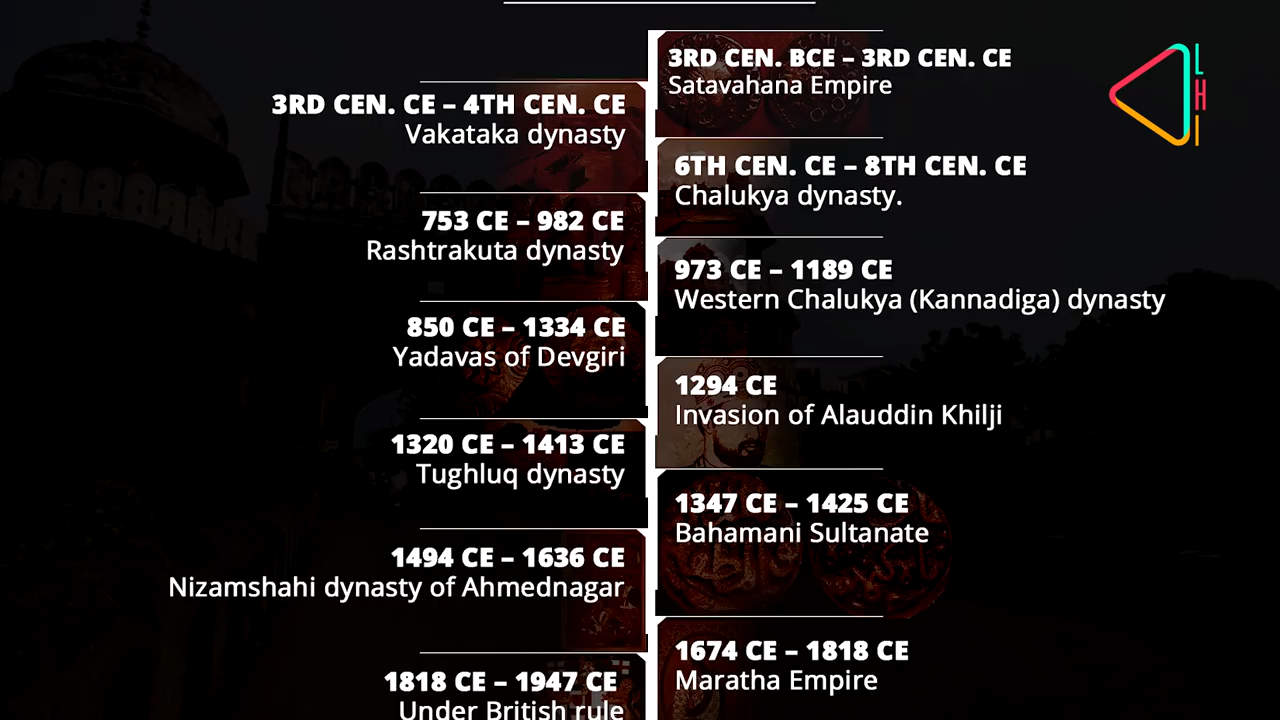 3RD CEN. BCE – 3RD CEN. CE
Satavahana Empire
LHI
3RD CEN. CE – 4TH CEN. CE
Vakataka dynasty
6TH CEN. CE – 8TH CEN. CE
Chalukya dynasty.
753 CE – 982 CE
Rashtrakuta dynasty
973 CE – 1189 CE
Western Chalukya (Kannadiga) dynasty
850 CE – 1334 CE
Yadavas of Devgiri
1294 CE
Invasion of Alauddin Khilji
1320 CE – 1413 CE
Tughluq dynasty
1347 CE – 1425 CE
Bahamani Sultanate
1494 CE – 1636 CE
Nizamshahi dynasty of Ahmednagar
1674 CE – 1818 CE
Maratha Empire
1818 CE – 1947 CE
Under British rule